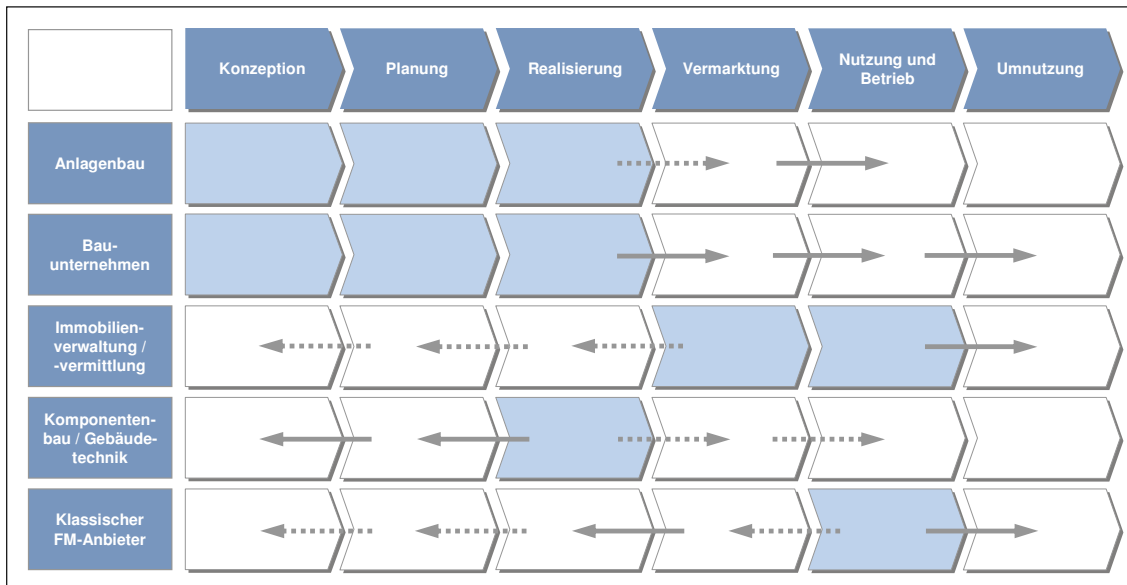 Konzeption
Planung
Realisierung
Vermarktung
Nutzung und
Betrieb
Umnutzung
Anlagenbau
Bau-
unternehmen
Immobilien-
verwaltung /
-vermittlung
Komponenten-
bau / Gebäude-
technik
Klassischer
FM-Anbieter